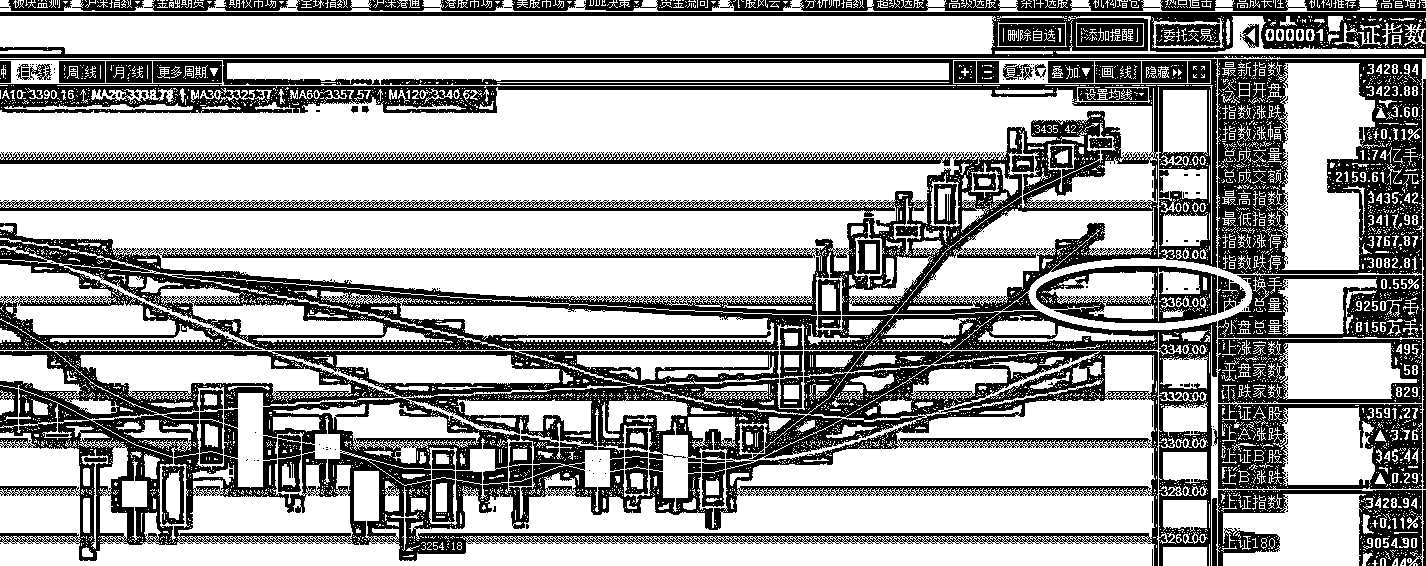 板块监测 沪深指数 金融期货 期权市场 全球指数 沪深港通 港股市场 美股市场 DDE决策 资金流向 个股风云 分析师指数 超级选股 高级选股 条件选股 机构增仓 热点追击 高成长性 机构推荐 高管增持
删除自选 添加提醒 委托交易 000001 上证指数
日线 周线 月线 更多周期 复权 叠加 画线 隐藏
MA10: 3390.16 MA20: 3338.78 MA30: 3325.37 MA60: 3357.57 MA120: 3340.62
设置均线
3435.42
3254.18
3420.00
3400.00
3380.00
3360.00
3340.00
3320.00
3300.00
3280.00
3260.00
最新指数 3428.94
今日开盘 3423.88
指数涨跌 ▲3.60
指数涨幅 +0.11%
总成交量 1.74亿手
总成交额 2159.61亿元
最高指数 3435.42
最低指数 3417.98
指数涨停 3767.87
指数跌停 3082.81
换手 0.55%
内盘总量 9250万手
外盘总量 8156万手
上涨家数 495
平盘家数 58
下跌家数 829
上证A股 3591.27
上A涨跌 ▲3.76
上证B股 345.44
上B涨跌 ▲0.29
上证指数 3428.94
+0.11%
上证180 9054.90
+0.44%